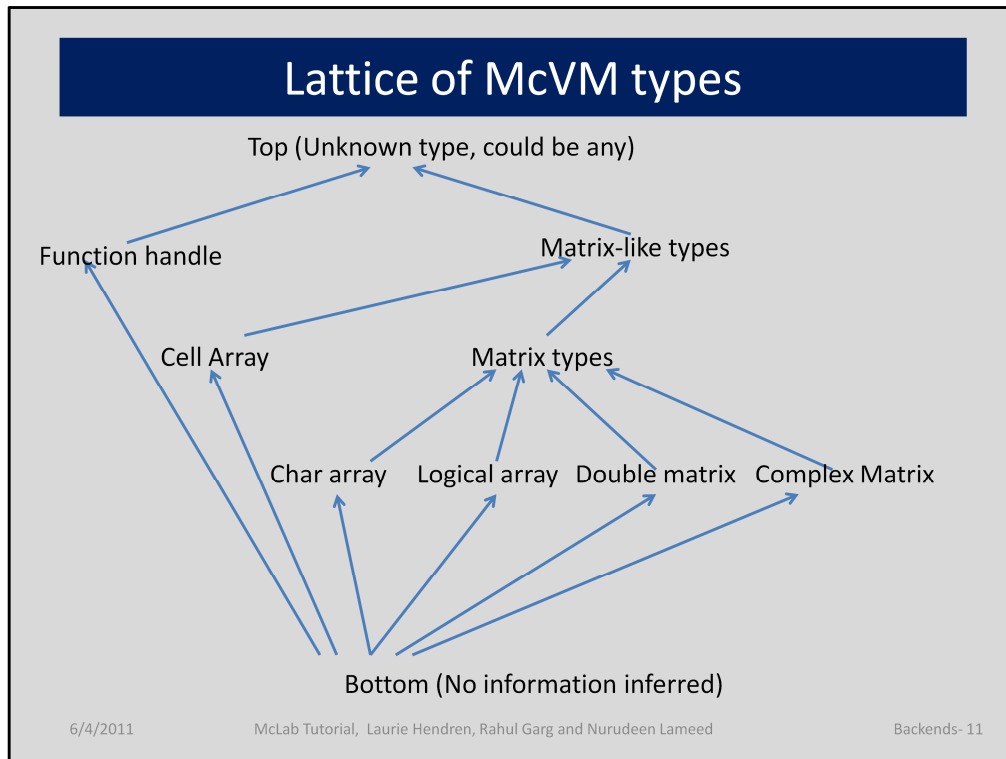 Lattice of McVM types
Top (Unknown type, could be any)
Function handle
Matrix-like types
Cell Array
Matrix types
Char array
Logical array
Double matrix
Complex Matrix
Bottom (No information inferred)
6/4/2011
McLab Tutorial, Laurie Hendren, Rahul Garg and Nurudeen Lameed
Backends- 11